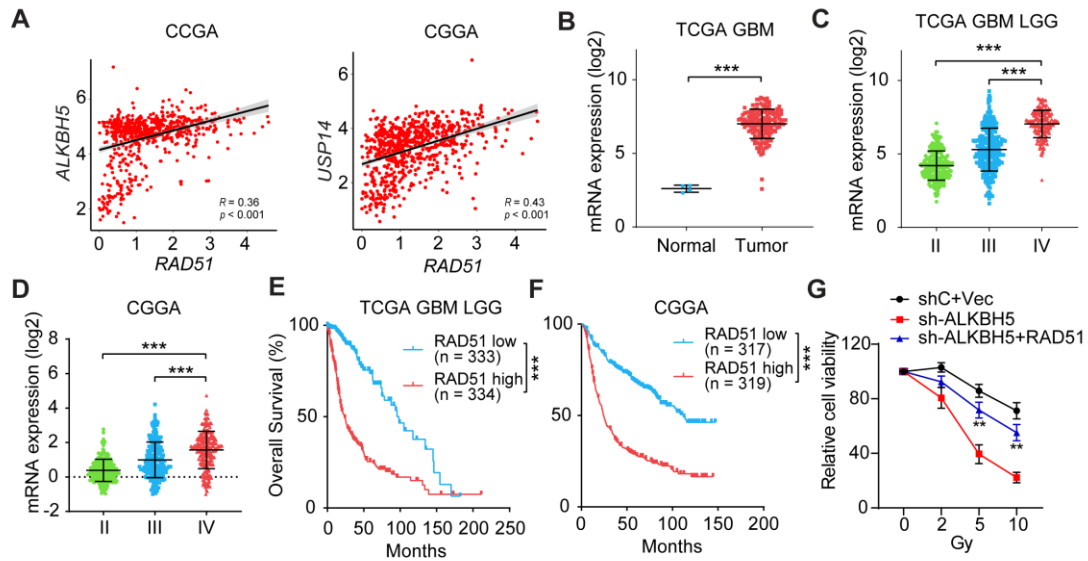 A
CCGA
ALKBH5
6
4
2
0 1 2 3 4
RAD51
R = 0.36
p < 0.001
CGGA
USP14
6
4
2
0 1 2 3 4
RAD51
R = 0.43
p < 0.001
B
TCGA GBM
mRNA expression (log2)
10
5
0
***
Normal Tumor
C
TCGA GBM LGG
mRNA expression (log2)
10
5
0
***
***
II III IV
D
CGGA
mRNA expression (log2)
6
4
2
0
-2
***
***
II III IV
E
TCGA GBM LGG
Overall Survival (%)
100
50
0
RAD51 low
(n = 333)
RAD51 high
(n = 334)
***
0 50 100 150 200 250
Months
F
CGGA
100
50
0
RAD51 low
(n = 317)
RAD51 high
(n = 319)
***
0 50 100 150 200
Months
G
shC+Vec
sh-ALKBH5
sh-ALKBH5+RAD51
Relative cell viability
120
80
40
0
**
**
0 2 5 10
Gy